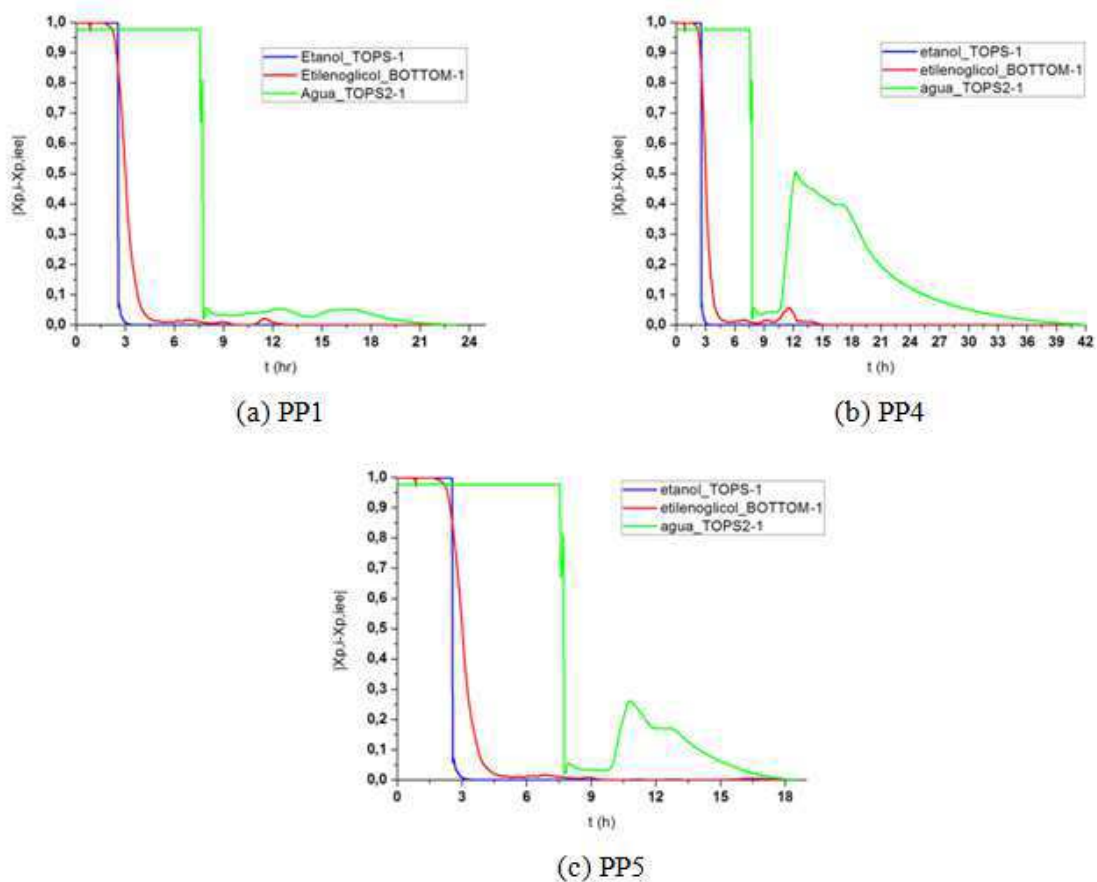 1,0
0,9
0,8
0,7
0,6
0,5
0,4
0,3
0,2
0,1
0,0
|Xp,i-Xp,iee|
Etanol_TOPS-1
Etilenoglicol_BOTTOM-1
Agua_TOPS2-1
0 3 6 9 12 15 18 21 24
t (hr)
(a) PP1
1,0
0,9
0,8
0,7
0,6
0,5
0,4
0,3
0,2
0,1
0,0
|Xp,i-Xp,iee|
etanol_TOPS-1
etilenoglicol_BOTTOM-1
agua_TOPS2-1
0 3 6 9 12 15 18 21 24 27 30 33 36 39 42
t (h)
(b) PP4
1,0
0,9
0,8
0,7
0,6
0,5
0,4
0,3
0,2
0,1
0,0
|Xp,i-Xp,iee|
etanol_TOPS-1
etilenoglicol_BOTTOM-1
agua_TOPS2-1
0 3 6 9 12 15 18
t (h)
(c) PP5